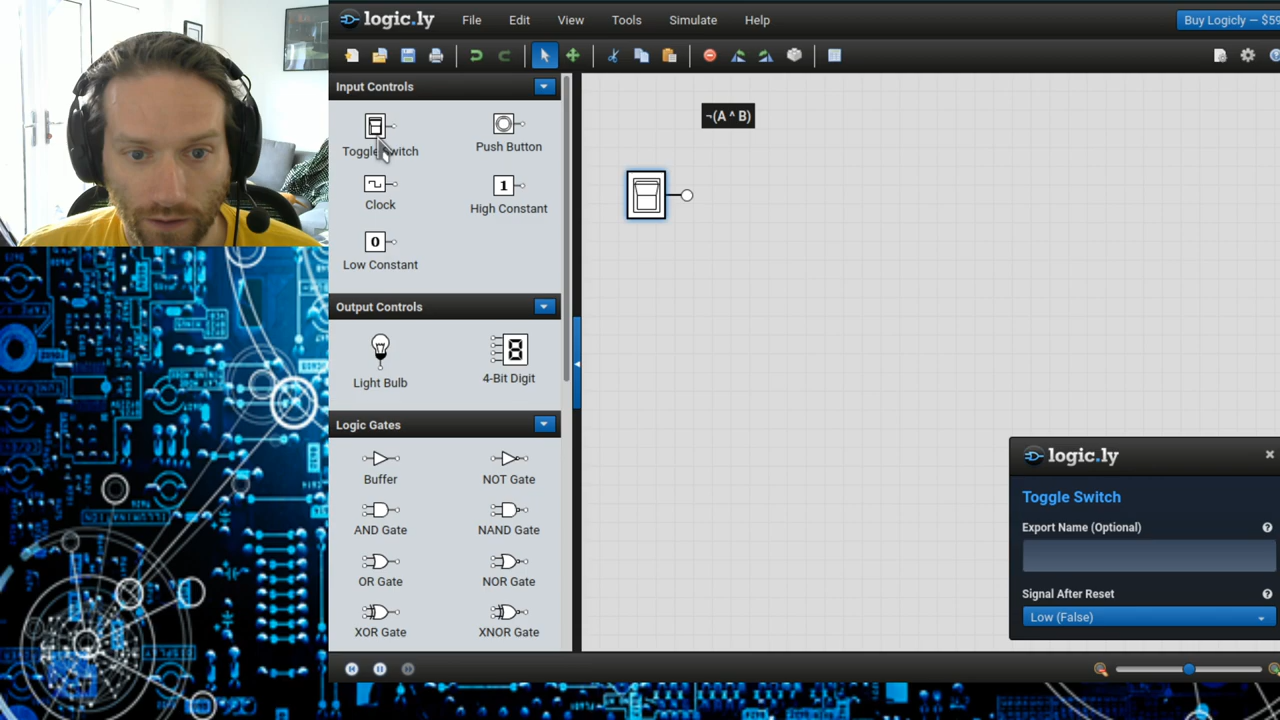 logic.ly File Edit View Tools Simulate Help Buy Logicly — $59
Input Controls
Toggle Switch Push Button
Clock 1 High Constant
0 Low Constant
Output Controls
Light Bulb 8 4-Bit Digit
Logic Gates
Buffer NOT Gate
AND Gate NAND Gate
OR Gate NOR Gate
XOR Gate XNOR Gate
¬(A ^ B)
logic.ly
Toggle Switch
Export Name (Optional)
Signal After Reset
Low (False)